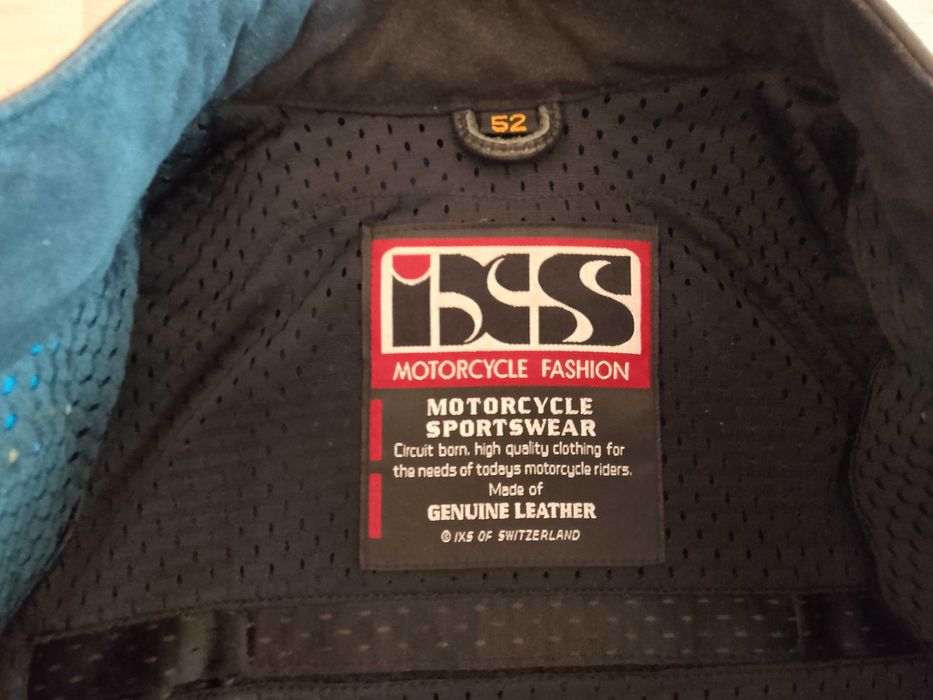 52
iXS
MOTORCYCLE FASHION
MOTORCYCLE
SPORTSWEAR
Circuit born, high quality clothing for
the needs of todays motorcycle riders.
Made of
GENUINE LEATHER
© IXS OF SWITZERLAND